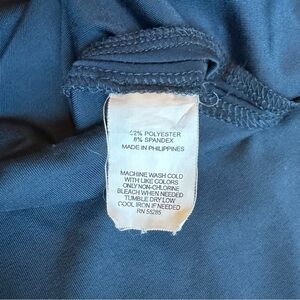 92% POLYESTER
8% SPANDEX
MADE IN PHILIPPINES
MACHINE WASH COLD
WITH LIKE COLORS
ONLY NON-CHLORINE
BLEACH WHEN NEEDED
TUMBLE DRY LOW
COOL IRON IF NEEDED
RN 55285